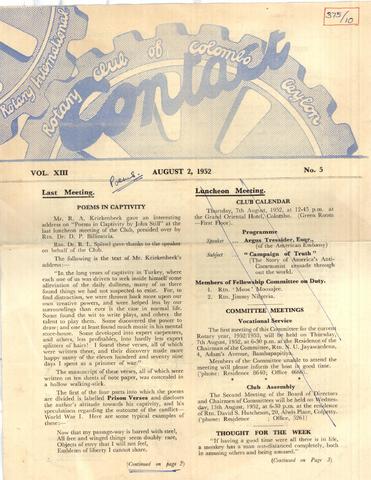 375/10
Rotary International
Rotary club of colombo ceylon
Contact
VOL. XIII
AUGUST 2, 1952
No. 5
Poems
Last Meeting.
POEMS IN CAPTIVITY
Mr. R. A. Kriekenbeek gave an interesting
address on "Poems in Captivity by John Still" at
the last luncheon meeting of the Club, presided over by
Rtn. Dr. D. P. Billimoria.
Rtn. Dr. R. L. Spittel gave thanks to the speaker
on behalf of the Club.
The following is the text of Mr. Kriekenbeek's
address:—
"In the long years of captivity in Turkey, where
each one of us was driven to seek inside himself some
alleviation of the daily dullness, many of us there
found things we had not suspected to exist. For, to
find distraction, we were thrown back more upon our
own creative powers, and were helped less by our
surroundings than ever is the case in normal life.
Some found the wit to write plays, and others the
talent to play them. Some discovered the power to
draw; and one at least found much music in his mental
store-house. Some developed into expert carpenters,
and others, less profitable, into hardly less expert
splitters of hairs! I found these verses, all of which
were written there, and their discovery made me
happy many of the eleven hundred and seventy nine
days I spent as a prisoner of war."
The manuscript of these verses, all of which were
written on ten sheets of note paper, was concealed in
a hollow walking-stick.
The first of the four parts into which the poems
are divided is labelled Prison Verses and discloses
the author's attitude towards his captivity, and his
speculations regarding the outcome of the conflict—
World War I. Here are some typical examples of
these:—
Now that my passage-way is barred with steel,
All free and winged things seem doubly rare,
Objects of envy that I will not feel,
Emblems of liberty I cannot share.
(Continued on page 2)
Luncheon Meeting.
CLUB CALENDAR
Thursday, 7th August, 1952, at 12-45 p.m. at
the Grand Oriental Hotel, Colombo. (Green Room
—First Floor).
Programme
Speaker — Argus Tresidder, Esqr.,
(of the American Embassy)
Subject "Campaign of Truth"
(The Story of America's Anti-
Communist crusade through
out the world.
Members of Fellowship Committee on Duty.
1. Rtn. 'Moss' Moosajee.
2. Rtn. Jimmy Nilgeria.
COMMITTEE MEETINGS
Vocational Service
The first meeting of this Committee for the current
Rotary year, 1952/1953, will be held on Thursday,
7th August, 1952, at 6-30 p.m. at the Residence of the
Chairman of the Committee, Rtn. N. U. Jayawardena,
4, Adam's Avenue, Bambapapitiya.
Members of the Committee unable to attend the
meeting will please inform the host in good time.
('phone: Residence 8640; Office 6684).
*
Club Assembly
The Second Meeting of the Board of Directors
and Chairmen of Committees will be held on Wednes-
day, 13th August, 1952, at 6-30 p.m. at the residence
of Rtn. David S. Hutcheon, 20, Alwis Place, Colpetty.
('phone: Residence ; Office 5261)
THOUGHT FOR THE WEEK
"If having a good time were all there is in life,
a monkey has a man out-distanced completely, both
in amusing others and being amused."
(Continued on Page 3)